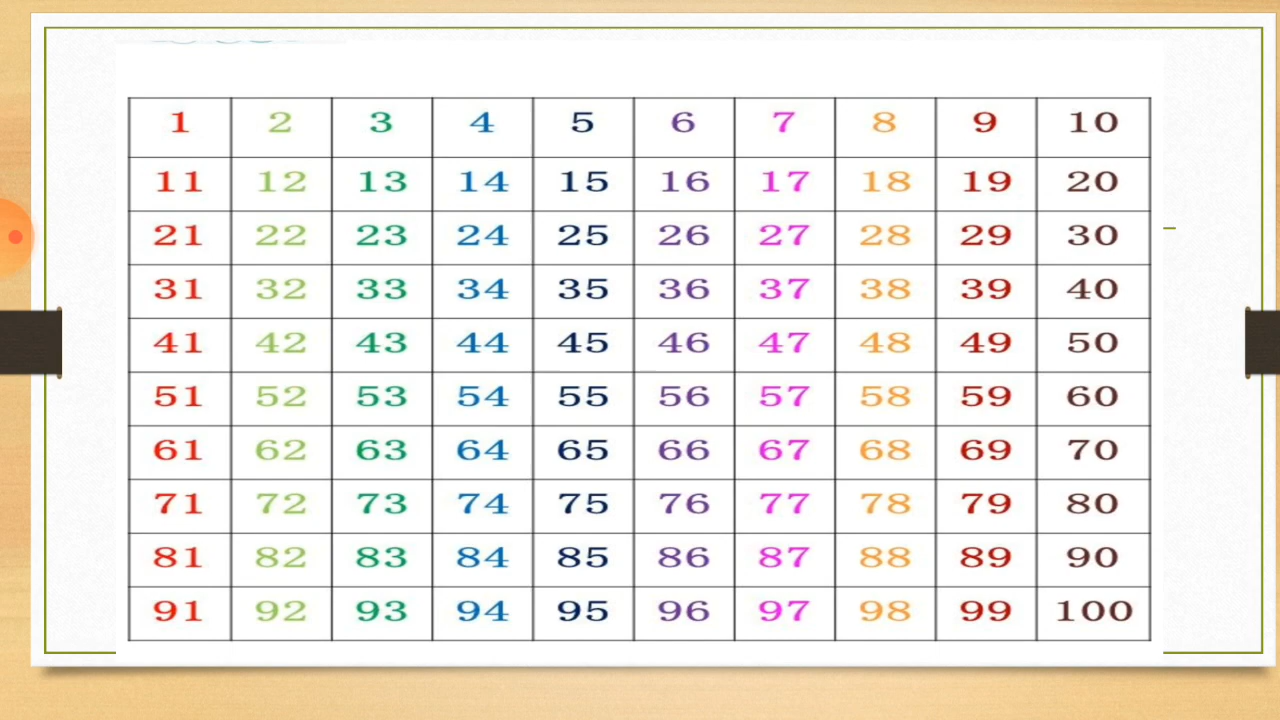 1 2 3 4 5 6 7 8 9 10
11 12 13 14 15 16 17 18 19 20
21 22 23 24 25 26 27 28 29 30
31 32 33 34 35 36 37 38 39 40
41 42 43 44 45 46 47 48 49 50
51 52 53 54 55 56 57 58 59 60
61 62 63 64 65 66 67 68 69 70
71 72 73 74 75 76 77 78 79 80
81 82 83 84 85 86 87 88 89 90
91 92 93 94 95 96 97 98 99 100